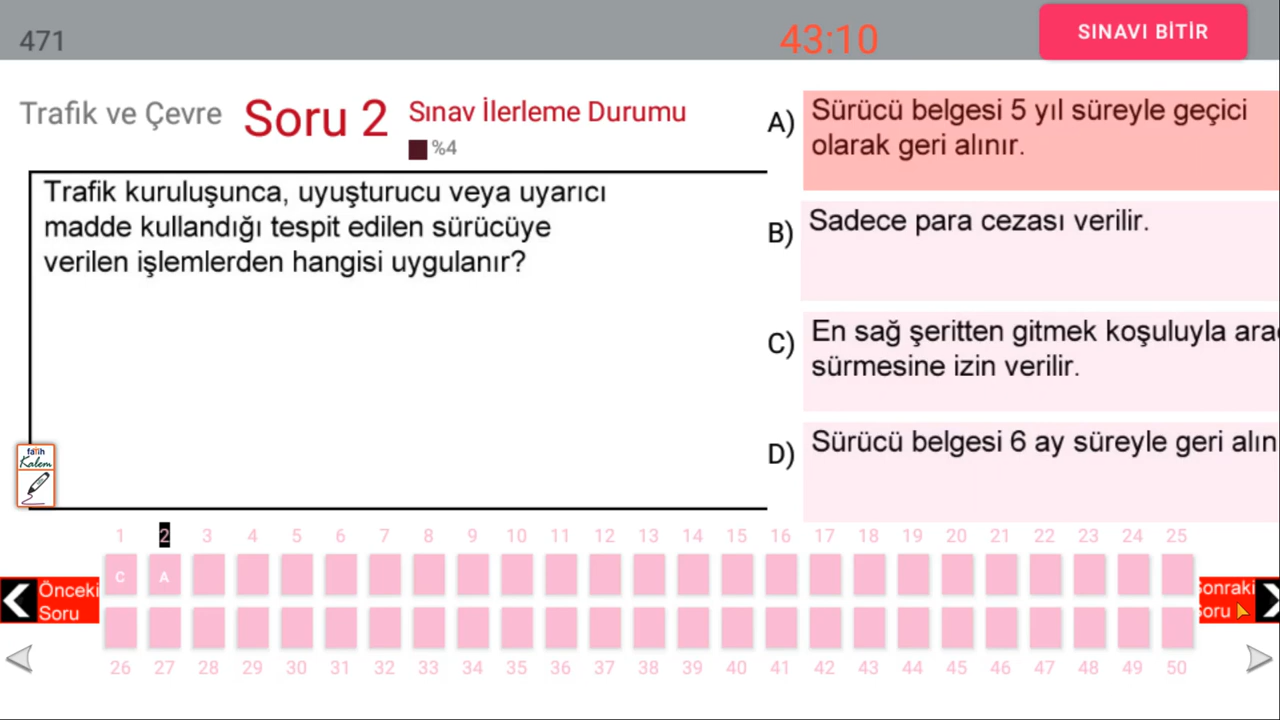 471
43:10
SINAVI BİTİR
Trafik ve Çevre
Soru 2
Sınav İlerleme Durumu
%4
Trafik kuruluşunca, uyuşturucu veya uyarıcı
madde kullandığı tespit edilen sürücüye
verilen işlemlerden hangisi uygulanır?
A)
Sürücü belgesi 5 yıl süreyle geçici
olarak geri alınır.
B)
Sadece para cezası verilir.
C)
En sağ şeritten gitmek koşuluyla
sürmesine izin verilir.
D)
Sürücü belgesi 6 ay süreyle geri
fatih
Kalem
1 2 3 4 5 6 7 8 9 10 11 12 13 14 15 16 17 18 19 20 21 22 23 24 25
C A
Önceki
Soru
26 27 28 29 30 31 32 33 34 35 36 37 38 39 40 41 42 43 44 45 46 47 48 49 50